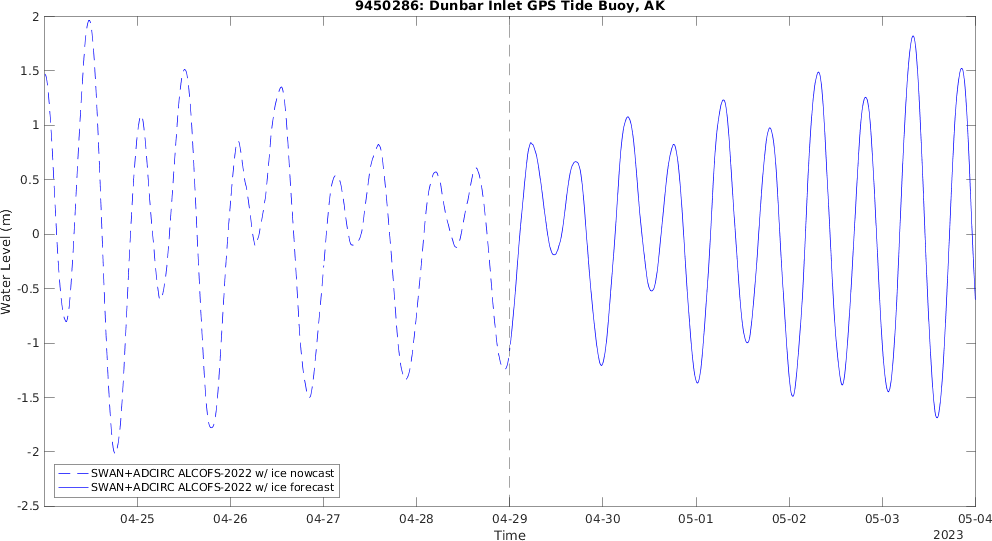 9450286: Dunbar Inlet GPS Tide Buoy, AK
2
1.5
1
0.5
0
-0.5
-1
-1.5
-2
-2.5
Water Level (m)
SWAN+ADCIRC ALCOFS-2022 w/ ice nowcast
SWAN+ADCIRC ALCOFS-2022 w/ ice forecast
04-25 04-26 04-27 04-28 04-29 04-30 05-01 05-02 05-03 05-04
Time
2023